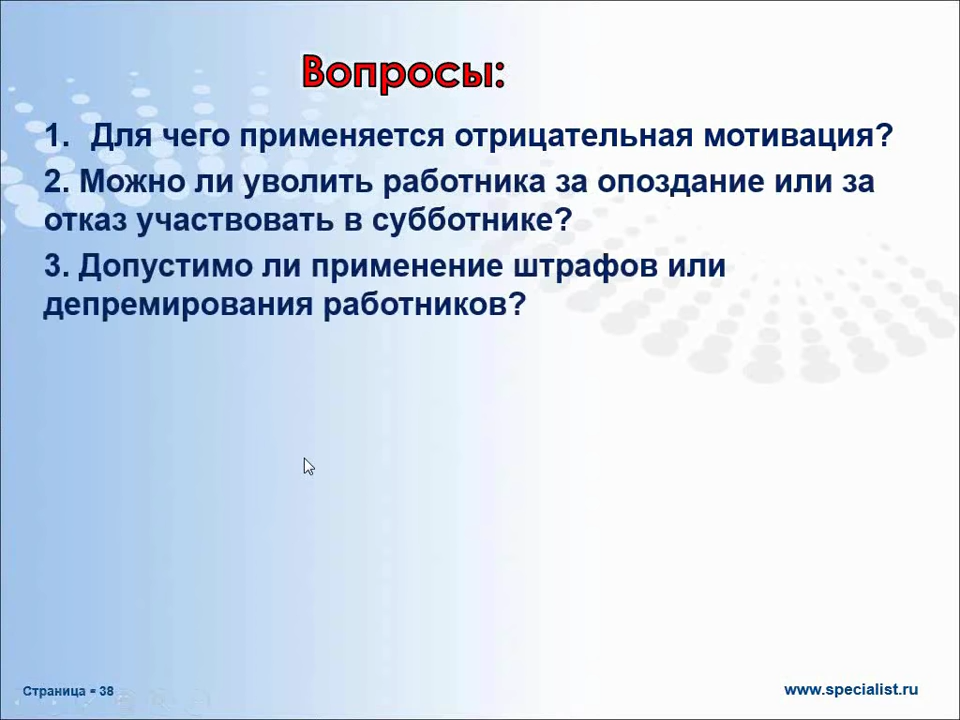 Вопросы:
1. Для чего применяется отрицательная мотивация?
2. Можно ли уволить работника за опоздание или за
отказ участвовать в субботнике?
3. Допустимо ли применение штрафов или
депремирования работников?
Страница ▪ 38
www.specialist.ru